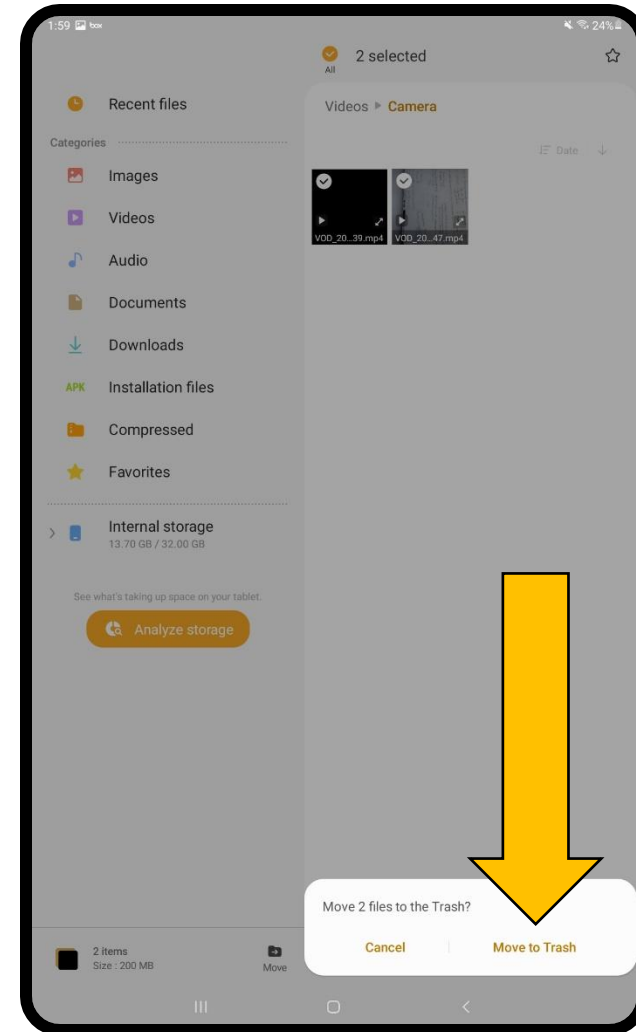 1:59 box 24%
All 2 selected
Recent files
Videos Camera
Categories
Date
Images
Videos
VOD_20...39.mp4 VOD_20...47.mp4
Audio
Documents
Downloads
APK Installation files
Compressed
Favorites
Internal storage
13.70 GB / 32.00 GB
See what's taking up space on your tablet.
Analyze storage
Move 2 files to the Trash?
Cancel Move to Trash
2 items
Size : 200 MB
Move